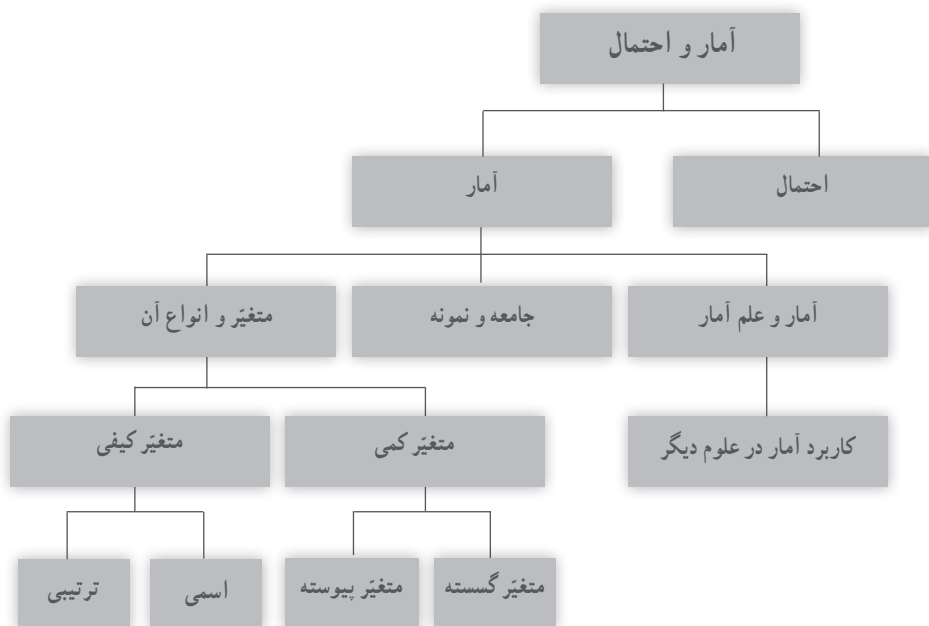 آمار و احتمال
احتمال
آمار
آمار و علم آمار
جامعه و نمونه
متغیّر و انواع آن
کاربرد آمار در علوم دیگر
متغیّر کمی
متغیّر کیفی
متغیّر گسسته
متغیّر پیوسته
اسمی
ترتیبی